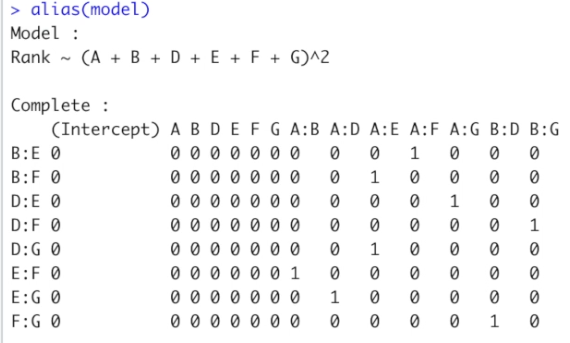 > alias(model)
Model :
Rank ~ (A + B + D + E + F + G)^2
Complete :
(Intercept) A B D E F G A:B A:D A:E A:F A:G B:D B:G
B:E 0 0 0 0 0 0 0 0 0 0 1 0 0 0
B:F 0 0 0 0 0 0 0 0 0 1 0 0 0 0
D:E 0 0 0 0 0 0 0 0 0 0 0 1 0 0
D:F 0 0 0 0 0 0 0 0 0 0 0 0 0 1
D:G 0 0 0 0 0 0 0 0 0 1 0 0 0 0
E:F 0 0 0 0 0 0 0 1 0 0 0 0 0 0
E:G 0 0 0 0 0 0 0 0 1 0 0 0 0 0
F:G 0 0 0 0 0 0 0 0 0 0 0 0 1 0